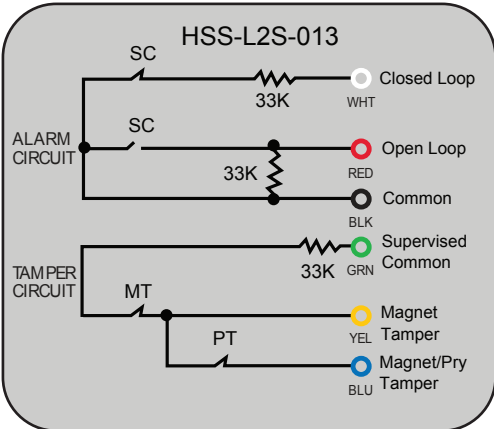 HSS-L2S-013
SC
33K
WHT
Closed Loop
ALARM
CIRCUIT
SC
33K
RED
Open Loop
BLK
Common
TAMPER
CIRCUIT
33K
GRN
Supervised
Common
MT
YEL
Magnet
Tamper
PT
BLU
Magnet/Pry
Tamper